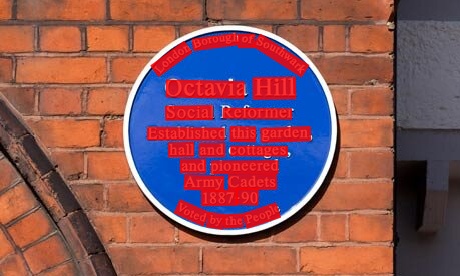 London Borough of Southwark
Octavia Hill
Social Reformer
Established this garden,
hall and cottages,
and pioneered
Army Cadets
1887-90
Voted by the People